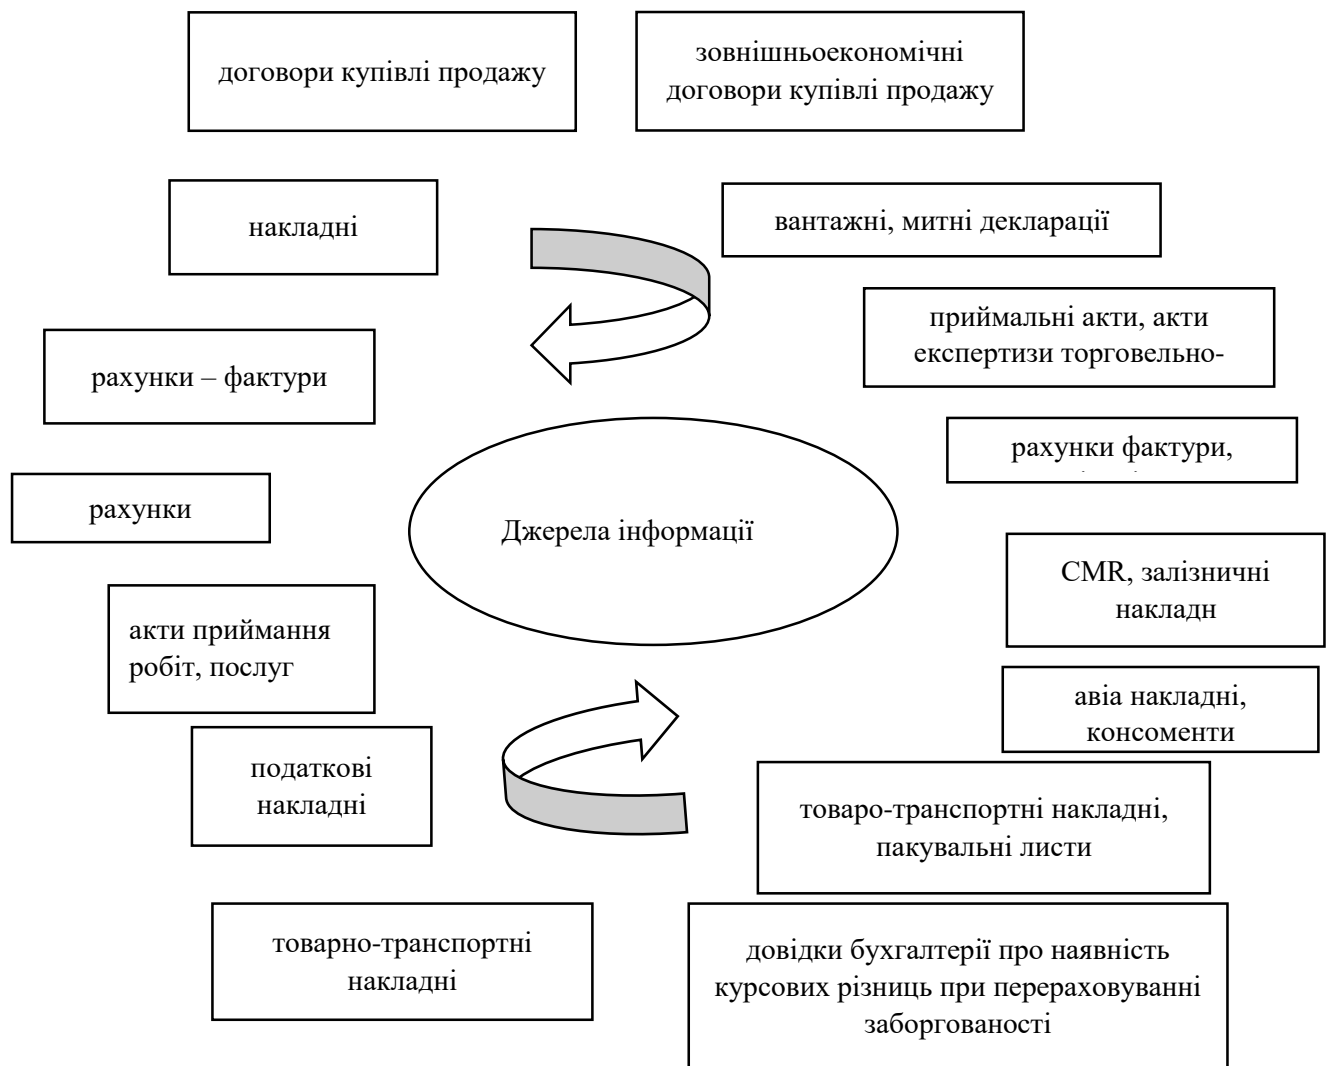 договори купівлі продажу
зовнішньоекономічні
договори купівлі продажу
накладні
вантажні, митні декларації
приймальні акти, акти
експертизи торговельно-
рахунки – фактури
рахунки фактури,
рахунки
Джерела інформації
CMR, залізничні
накладн
акти приймання
робіт, послуг
авіа накладні,
консоменти
податкові
накладні
товаро-транспортні накладні,
пакувальні листи
товарно-транспортні
накладні
довідки бухгалтерії про наявність
курсових різниць при перераховуванні
заборгованості